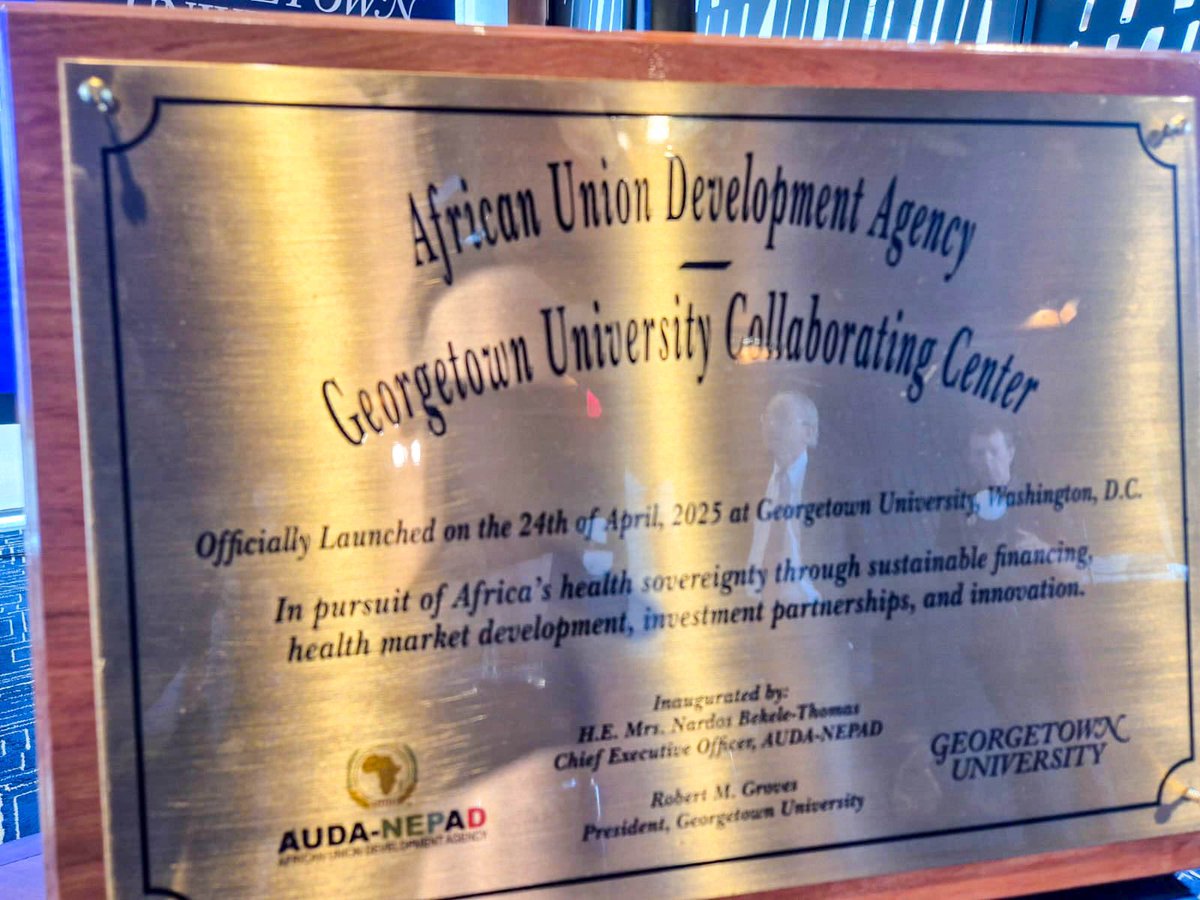 GEORGETOWN
African Union Development Agency
–
Georgetown University Collaborating Center
Officially Launched on the 24th of April, 2025 at Georgetown University, Washington, D.C.
In pursuit of Africa's health sovereignty through sustainable financing,
health market development, investment partnerships, and innovation.
Inaugurated by:
H.E. Mrs. Nardos Bekele-Thomas
Chief Executive Officer, AUDA-NEPAD
Robert M. Groves
President, Georgetown University
AUDA-NEPAD
AFRICAN UNION DEVELOPMENT AGENCY
GEORGETOWN
UNIVERSITY